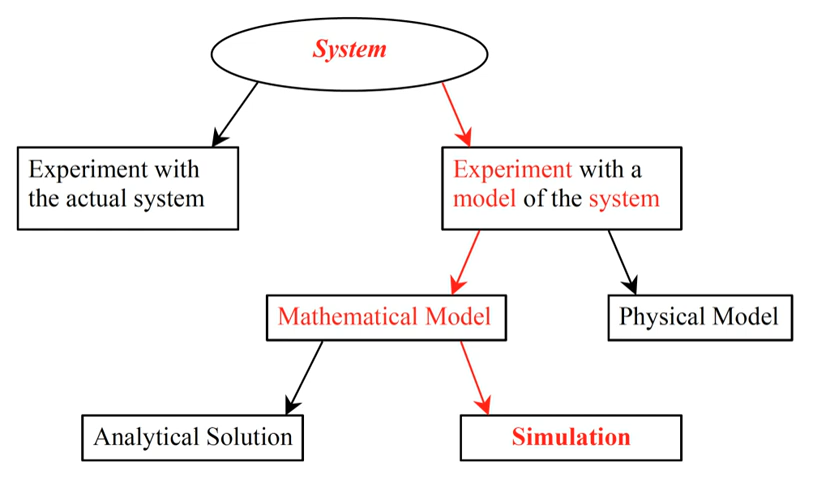 System
Experiment with
the actual system
Experiment with a
model of the system
Mathematical Model
Physical Model
Analytical Solution
Simulation